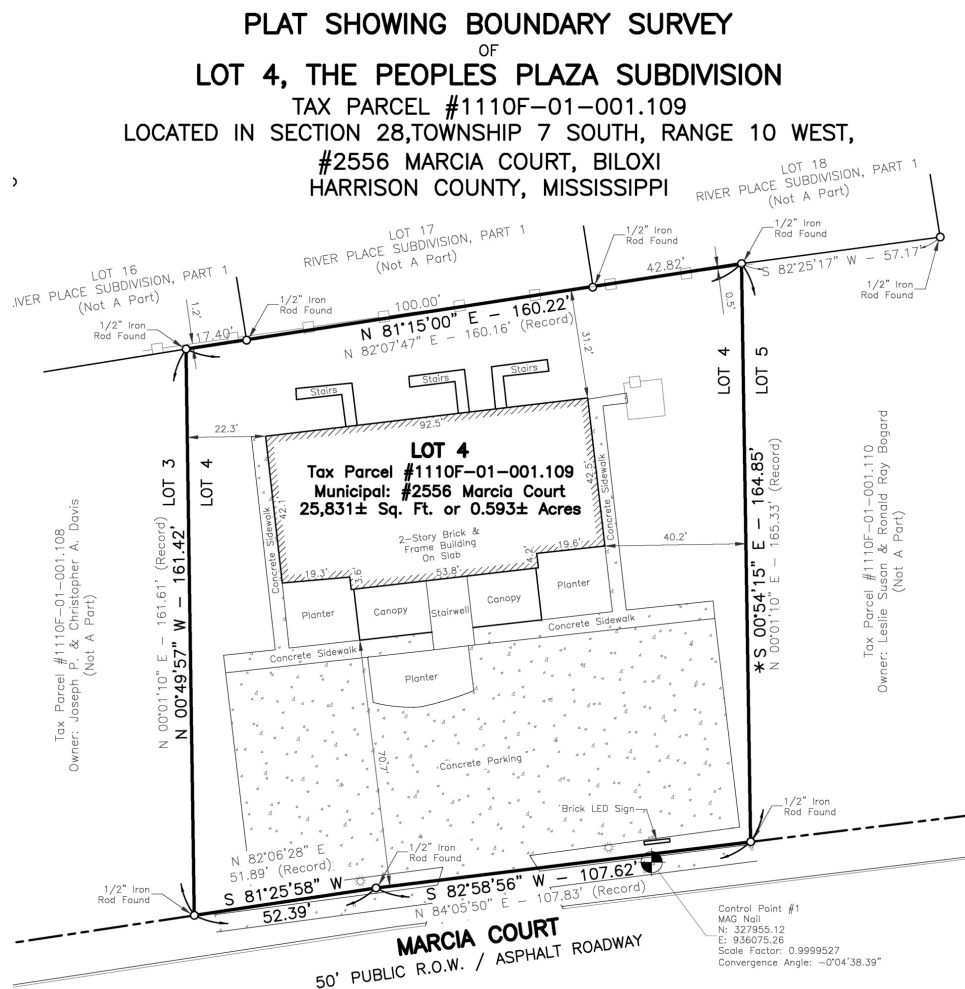 PLAT SHOWING BOUNDARY SURVEY
OF
LOT 4, THE PEOPLES PLAZA SUBDIVISION
TAX PARCEL #1110F-01-001.109
LOCATED IN SECTION 28,TOWNSHIP 7 SOUTH, RANGE 10 WEST,
#2556 MARCIA COURT, BILOXI
HARRISON COUNTY, MISSISSIPPI
LOT 18
RIVER PLACE SUBDIVISION, PART 1
(Not A Part)
LOT 17
RIVER PLACE SUBDIVISION, PART 1
(Not A Part)
LOT 16
IVER PLACE SUBDIVISION, PART 1
(Not A Part)
1/2" Iron
Rod Found
1/2" Iron
Rod Found
1/2" Iron
Rod Found
1/2" Iron
Rod Found
1/2" Iron
Rod Found
S 82°25'17" W - 57.17'
42.82'
0.5'
1.2'
17.40'
100.00'
N 81°15'00" E - 160.22'
N 82°07'47" E - 160.16' (Record)
31.2'
Stairs
Stairs
Stairs
22.3'
92.5'
LOT 4
Tax Parcel #1110F-01-001.109
Municipal: #2556 Marcia Court
25,831± Sq. Ft. or 0.593± Acres
2-Story Brick &
Frame Building
On Slab
42.1'
42.5'
Concrete Sidewalk
Concrete Sidewalk
40.2'
19.3'
3.6'
53.8'
4.2'
19.6'
Planter
Canopy
Stairwell
Canopy
Planter
Concrete Sidewalk
Concrete Sidewalk
Planter
70.7'
Concrete Parking
Brick LED Sign
LOT 3
LOT 4
LOT 4
LOT 5
Tax Parcel #1110F-01-001.108
Owner: Joseph P. & Christopher A. Davis
(Not A Part)
N 00°01'10" E - 161.61' (Record)
N 00°49'57" W - 161.42'
*S 00°54'15" E - 164.85'
N 00°01'10" E - 165.33' (Record)
Tax Parcel #1110F-01-001.110
Owner: Leslie Susan & Ronald Ray Bogard
(Not A Part)
1/2" Iron
Rod Found
1/2" Iron
Rod Found
1/2" Iron
Rod Found
N 82°06'28" E
51.89' (Record)
S 81°25'58" W
52.39'
S 82°58'56" W - 107.62'
N 84°05'50" E - 107.83' (Record)
MARCIA COURT
50' PUBLIC R.O.W. / ASPHALT ROADWAY
Control Point #1
MAG Nail
N: 327955.12
E: 936075.26
Scale Factor: 0.9999527
Convergence Angle: -0°04'38.39"